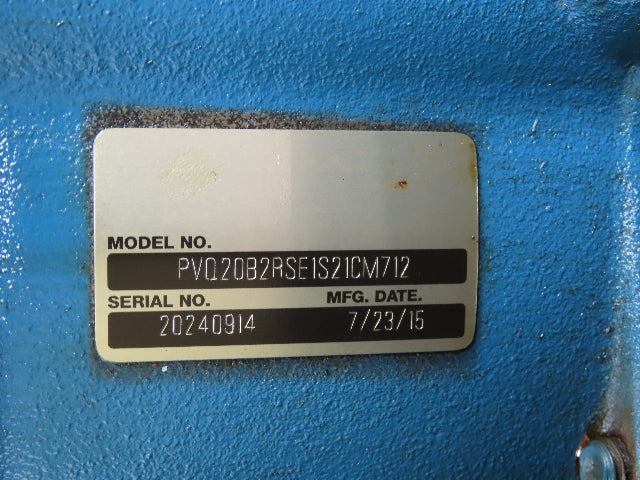 MODEL NO.
PVQ20B2RSE1S21CM712
SERIAL NO. MFG. DATE.
20240914 7/23/15